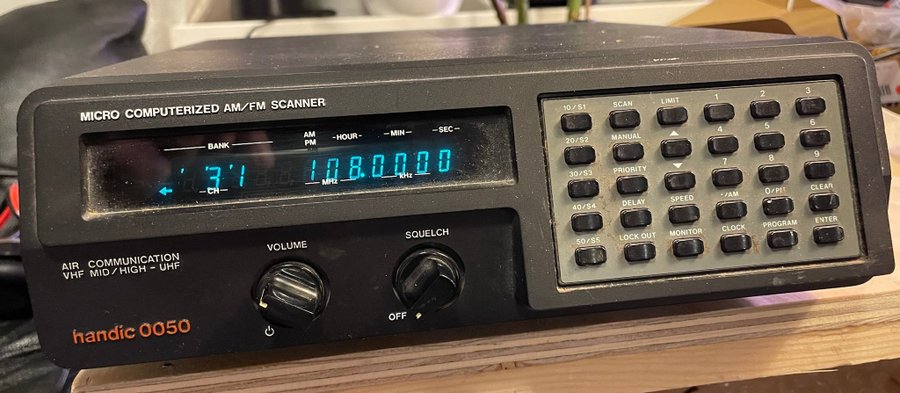 MICRO COMPUTERIZED AM/FM SCANNER
BANK
AM
PM
-HOUR-
-MIN-
-SEC-
'31
108.0000
CH
MHz
kHz
AIR COMMUNICATION
VHF MID/HIGH - UHF
VOLUME
SQUELCH
OFF
handic 0050
10/S1 SCAN LIMIT 1 2 3
20/S2 MANUAL ▲ 4 5 6
30/S3 PRIORITY ▼ 7 8 9
40/S4 DELAY SPEED ·/AM 0/PM CLEAR
50/S5 LOCK OUT MONITOR CLOCK PROGRAM ENTER